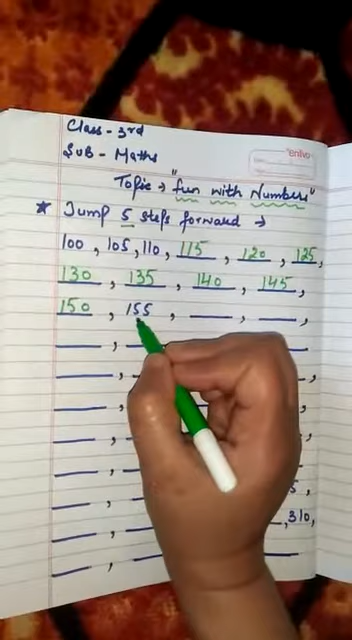 Class - 3rd
Sub - Maths
Topic → "fun with Numbers"
* Jump 5 steps forward →
100, 105, 110, 115, 120, 125,
130, 135, 140, 145,
150, 155,
310,